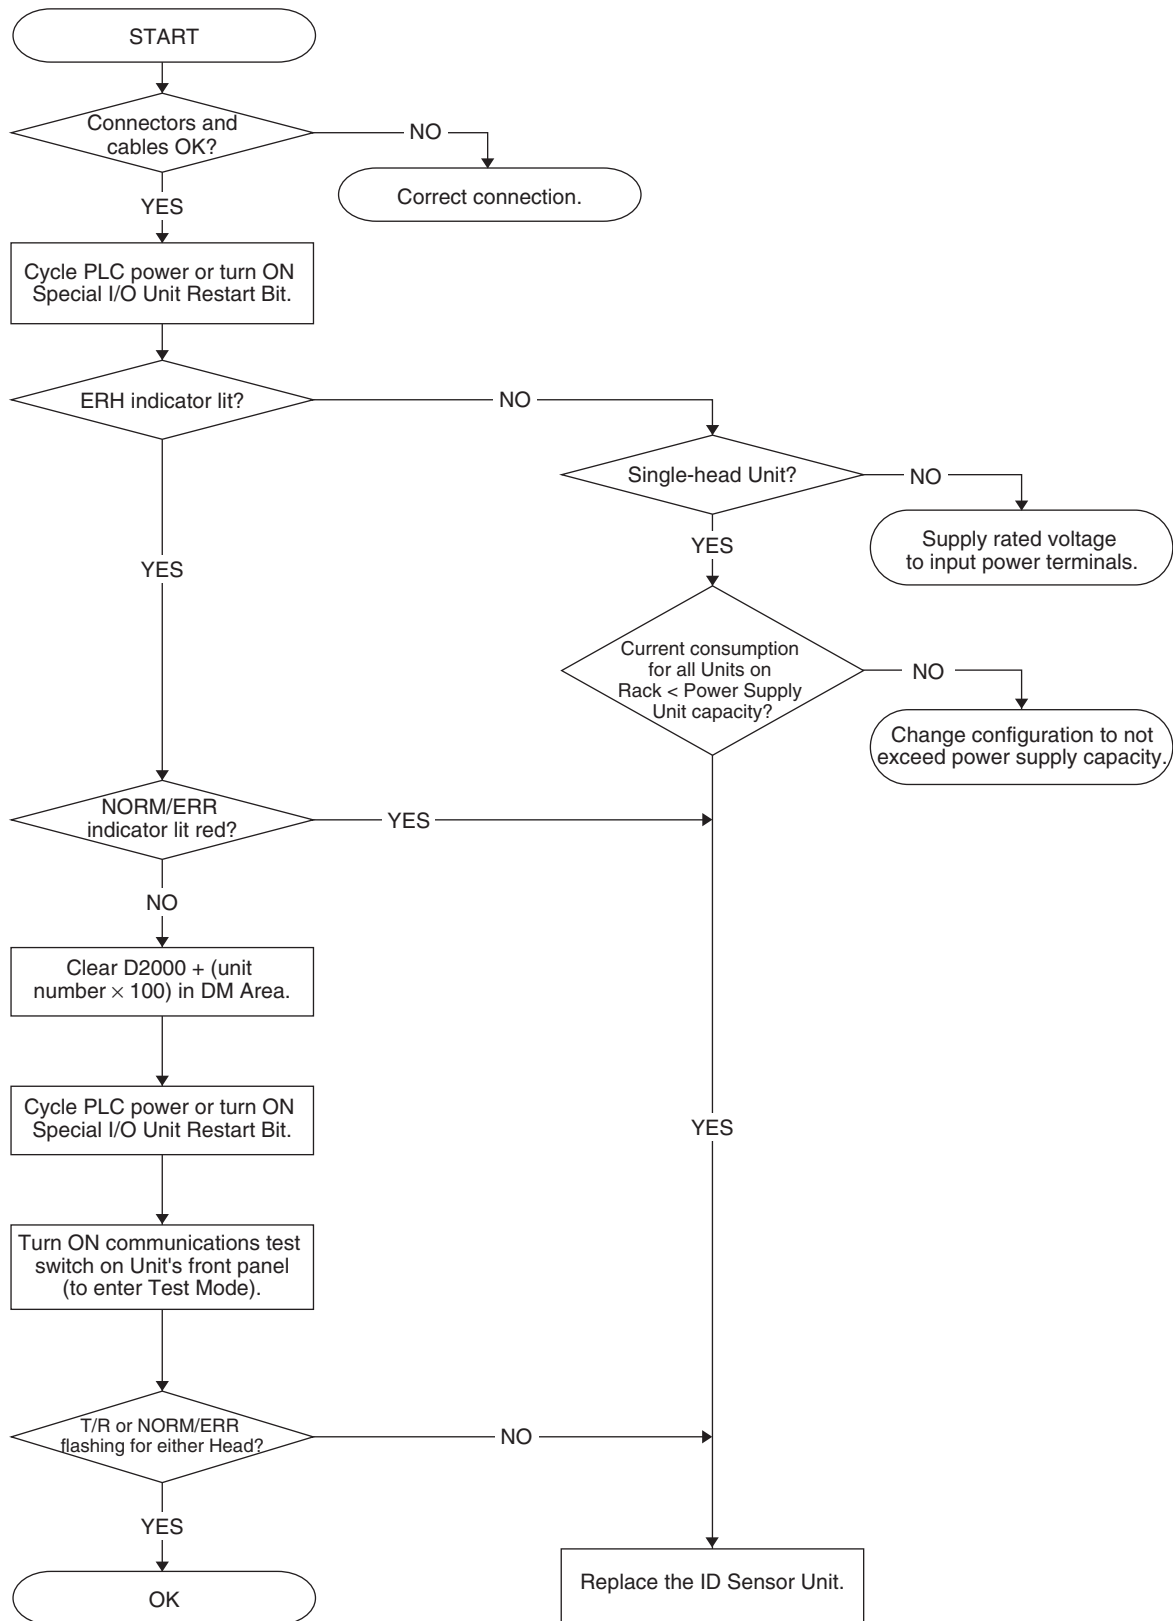 START
Connectors and
cables OK?
NO
Correct connection.
YES
Cycle PLC power or turn ON
Special I/O Unit Restart Bit.
ERH indicator lit?
NO
Single-head Unit?
NO
Supply rated voltage
to input power terminals.
YES
YES
Current consumption
for all Units on
Rack < Power Supply
Unit capacity?
NO
Change configuration to not
exceed power supply capacity.
NORM/ERR
indicator lit red?
YES
NO
Clear D2000 + (unit
number × 100) in DM Area.
Cycle PLC power or turn ON
Special I/O Unit Restart Bit.
YES
Turn ON communications test
switch on Unit's front panel
(to enter Test Mode).
T/R or NORM/ERR
flashing for either Head?
NO
YES
Replace the ID Sensor Unit.
OK